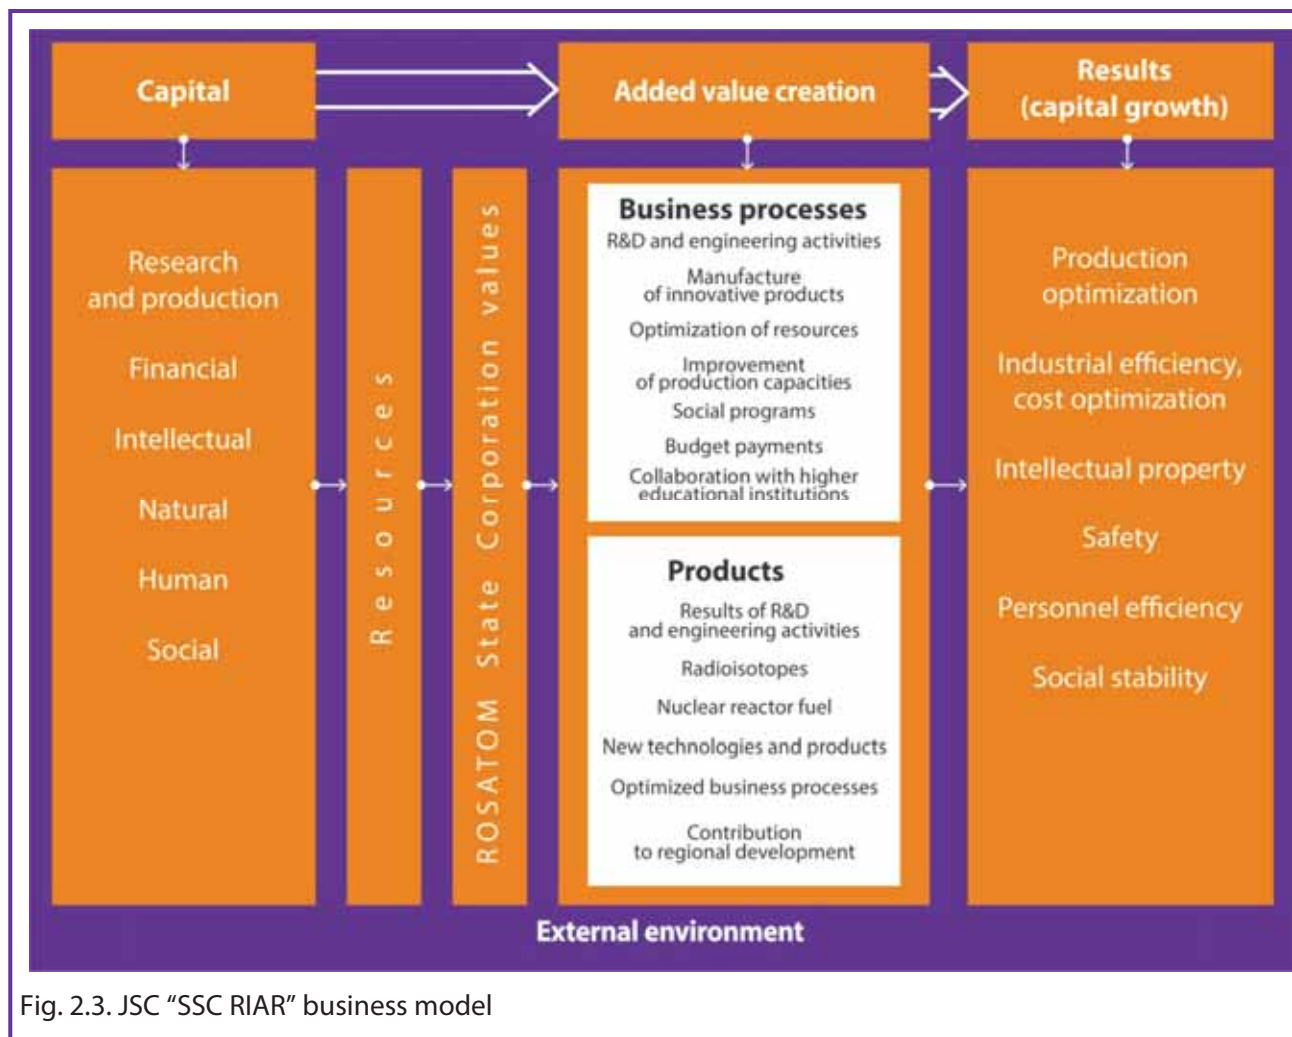 Capital
Added value creation
Results
(capital growth)
Research
and production
Financial
Intellectual
Natural
Human
Social
Resources
ROSATOM State Corporation values
Business processes
R&D and engineering activities
Manufacture
of innovative products
Optimization of resources
Improvement
of production capacities
Social programs
Budget payments
Collaboration with higher
educational institutions
Products
Results of R&D
and engineering activities
Radioisotopes
Nuclear reactor fuel
New technologies and products
Optimized business processes
Contribution
to regional development
Production
optimization
Industrial efficiency,
cost optimization
Intellectual property
Safety
Personnel efficiency
Social stability
External environment
Fig. 2.3. JSC “SSC RIAR” business model